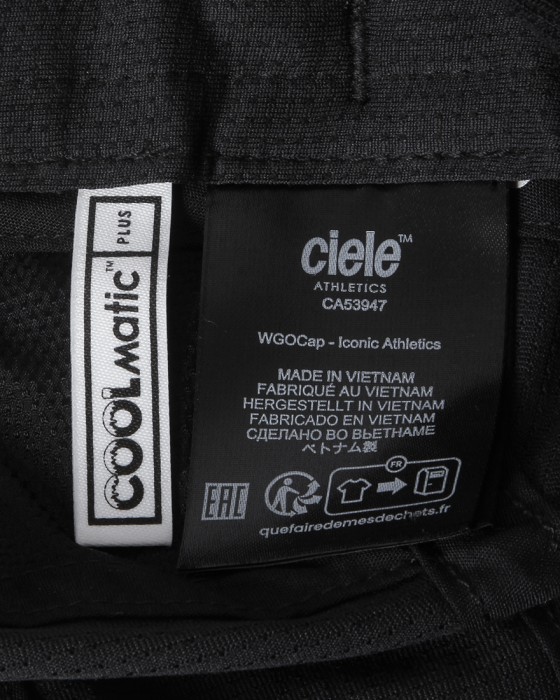 COOLmatic™ PLUS
ciele™
ATHLETICS
CA53947
WGOCap - Iconic Athletics
MADE IN VIETNAM
FABRIQUÉ AU VIETNAM
HERGESTELLT IN VIETNAM
FABRICADO EN VIETNAM
СДЕЛАНО ВО ВЬЕТНАМЕ
ベトナム製
EAC
FR
quefairedemesdechets.fr